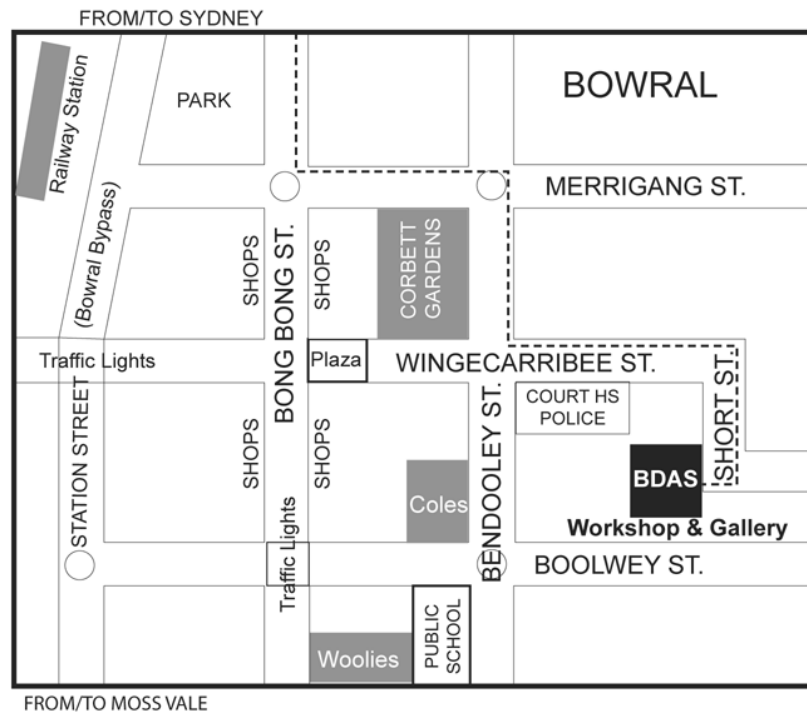 FROM/TO SYDNEY
BOWRAL
PARK
Railway Station
(Bowral Bypass)
MERRIGANG ST.
SHOPS
BONG BONG ST.
SHOPS
CORBETT
GARDENS
Traffic Lights
Plaza
WINGECARRIBEE ST.
STATION STREET
SHOPS
SHOPS
Coles
BENDOOLEY ST.
COURT HS
POLICE
SHORT ST.
BDAS
Workshop & Gallery
Traffic Lights
BOOLWEY ST.
Woolies
PUBLIC
SCHOOL
FROM/TO MOSS VALE